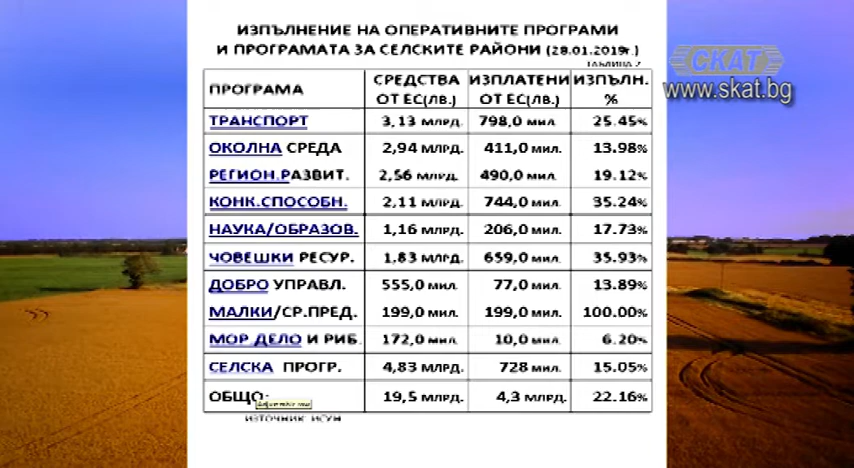 ИЗПЪЛНЕНИЕ НА ОПЕРАТИВНИТЕ ПРОГРАМИ
И ПРОГРАМАТА ЗА СЕЛСКИТЕ РАЙОНИ (28.01.2019г.)
ТАБЛИЦА 2
СКАТ
www.skat.bg
ПРОГРАМА СРЕДСТВА ОТ ЕС(ЛВ.) ИЗПЛАТЕНИ ОТ ЕС(ЛВ.) ИЗПЪЛН. %
ТРАНСПОРТ 3,13 МЛРД. 798,0 МИЛ. 25.45%
ОКОЛНА СРЕДА 2,94 МЛРД. 411,0 МИЛ. 13.98%
РЕГИОН.РАЗВИТ. 2,56 МЛРД. 490,0 МИЛ. 19.12%
КОНК.СПОСОБН. 2,11 МЛРД. 744,0 МИЛ. 35.24%
НАУКА/ОБРАЗОВ. 1,16 МЛРД. 206,0 МИЛ. 17.73%
ЧОВЕШКИ РЕСУР. 1,83 МЛРД. 659,0 МИЛ. 35.93%
ДОБРО УПРАВЛ. 555,0 МИЛ. 77,0 МИЛ. 13.89%
МАЛКИ/СР.ПРЕД. 199,0 МИЛ. 199,0 МИЛ. 100.00%
МОР ДЕЛО И РИБ. 172,0 МИЛ. 10,0 МИЛ. 6.20%
СЕЛСКА ПРОГР. 4,83 МЛРД. 728 МИЛ. 15.05%
ОБЩО: 19,5 МЛРД. 4,3 МЛРД. 22.16%
ИЗТОЧНИК: ИСУН